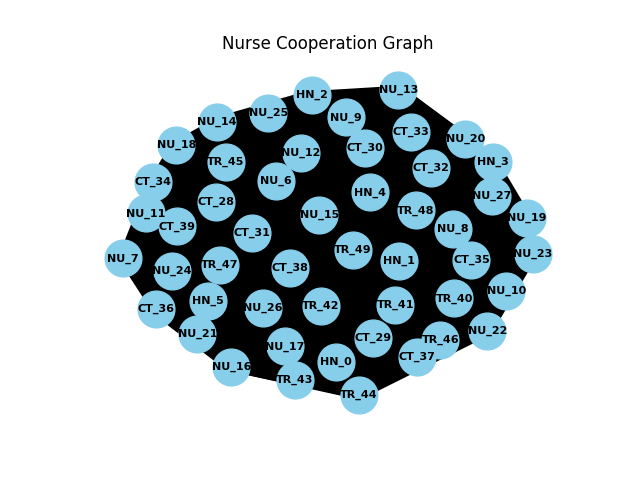 Nurse Cooperation Graph
NU_13
HN_2
NU_25
NU_9
NU_14
CT_33
NU_20
NU_18
CT_30
NU_12
TR_45
HN_3
CT_32
NU_6
CT_34
HN_4
NU_27
CT_28
TR_48
NU_11
NU_15
NU_19
CT_39
NU_8
CT_31
TR_49
NU_23
NU_7
CT_35
HN_1
TR_47
CT_38
NU_24
NU_10
TR_40
HN_5
TR_41
TR_42
NU_26
CT_36
NU_22
NU_21
CT_29
TR_46
NU_17
CT_37
HN_0
NU_16
TR_43
TR_44